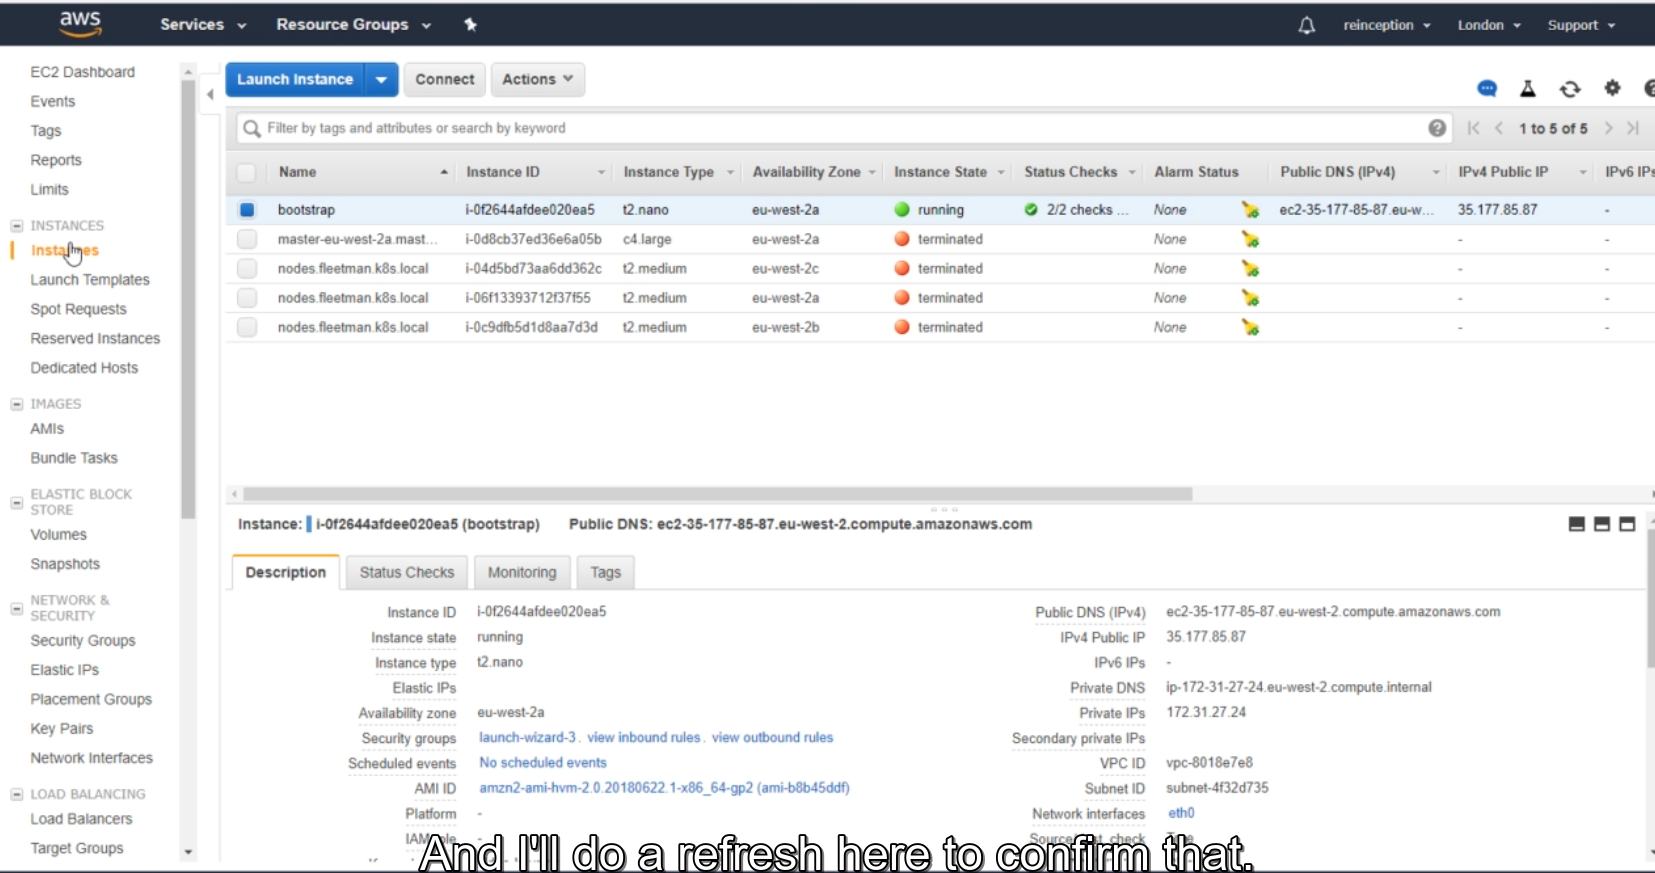 aws Services Resource Groups reinception London Support
EC2 Dashboard
Events
Tags
Reports
Limits
INSTANCES
Instances
Launch Templates
Spot Requests
Reserved Instances
Dedicated Hosts
IMAGES
AMIs
Bundle Tasks
ELASTIC BLOCK
STORE
Volumes
Snapshots
NETWORK &
SECURITY
Security Groups
Elastic IPs
Placement Groups
Key Pairs
Network Interfaces
LOAD BALANCING
Load Balancers
Target Groups
Launch Instance Connect Actions
Filter by tags and attributes or search by keyword 1 to 5 of 5
Name Instance ID Instance Type Availability Zone Instance State Status Checks Alarm Status Public DNS (IPv4) IPv4 Public IP IPv6 IPs
bootstrap i-0f2644afdee020ea5 t2.nano eu-west-2a running 2/2 checks ... None ec2-35-177-85-87.eu-w... 35.177.85.87 -
master-eu-west-2a.mast... i-0d8cb37ed36e6a05b c4.large eu-west-2a terminated None - -
nodes.fleetman.k8s.local i-04d5bd73aa6dd362c t2.medium eu-west-2c terminated None - -
nodes.fleetman.k8s.local i-06f13393712f37f55 t2.medium eu-west-2a terminated None - -
nodes.fleetman.k8s.local i-0c9dfb5d1d8aa7d3d t2.medium eu-west-2b terminated None - -
Instance: i-0f2644afdee020ea5 (bootstrap) Public DNS: ec2-35-177-85-87.eu-west-2.compute.amazonaws.com
Description Status Checks Monitoring Tags
Instance ID i-0f2644afdee020ea5 Public DNS (IPv4) ec2-35-177-85-87.eu-west-2.compute.amazonaws.com
Instance state running IPv4 Public IP 35.177.85.87
Instance type t2.nano IPv6 IPs -
Elastic IPs Private DNS ip-172-31-27-24.eu-west-2.compute.internal
Availability zone eu-west-2a Private IPs 172.31.27.24
Security groups launch-wizard-3. view inbound rules. view outbound rules Secondary private IPs
Scheduled events No scheduled events VPC ID vpc-8018e7e8
AMI ID amzn2-ami-hvm-2.0.20180622.1-x86_64-gp2 (ami-b8b45ddf) Subnet ID subnet-4f32d735
Platform - Network interfaces eth0
And I'll do a refresh here to confirm that.